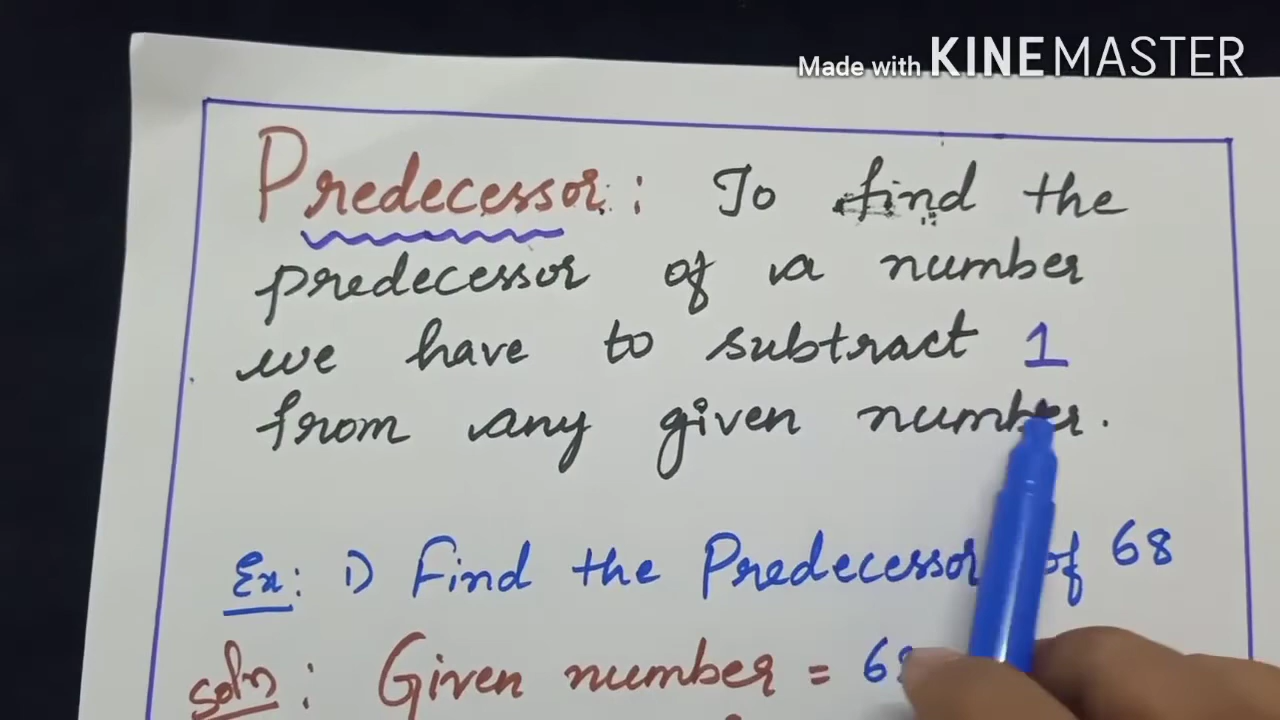 Made with KINEMASTER
Predecessor: To find the
predecessor of a number
we have to subtract 1
from any given number.
Ex: 1) Find the Predecessor of 68
Soln: Given number = 68